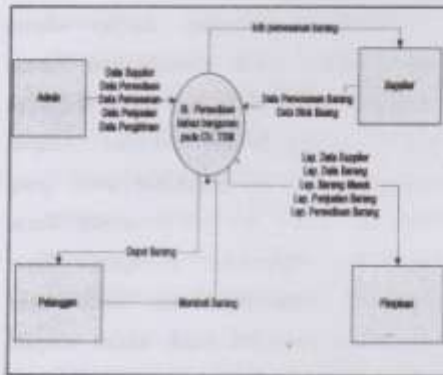 Info pemesanan barang
Admin
Data Supplier
Data Persediaan
Data Pemesanan
Data Penjualan
Data Pengiriman
SI. Persediaan
bahan bangunan
pada CV.
Supplier
Data Pemesanan Barang
Data Stok Barang
Lap. Data Supplier
Lap. Data Barang
Lap. Barang Masuk
Lap. Penjualan Barang
Lap. Persediaan Barang
Dapat Barang
Pelanggan
Membeli Barang
Pimpinan